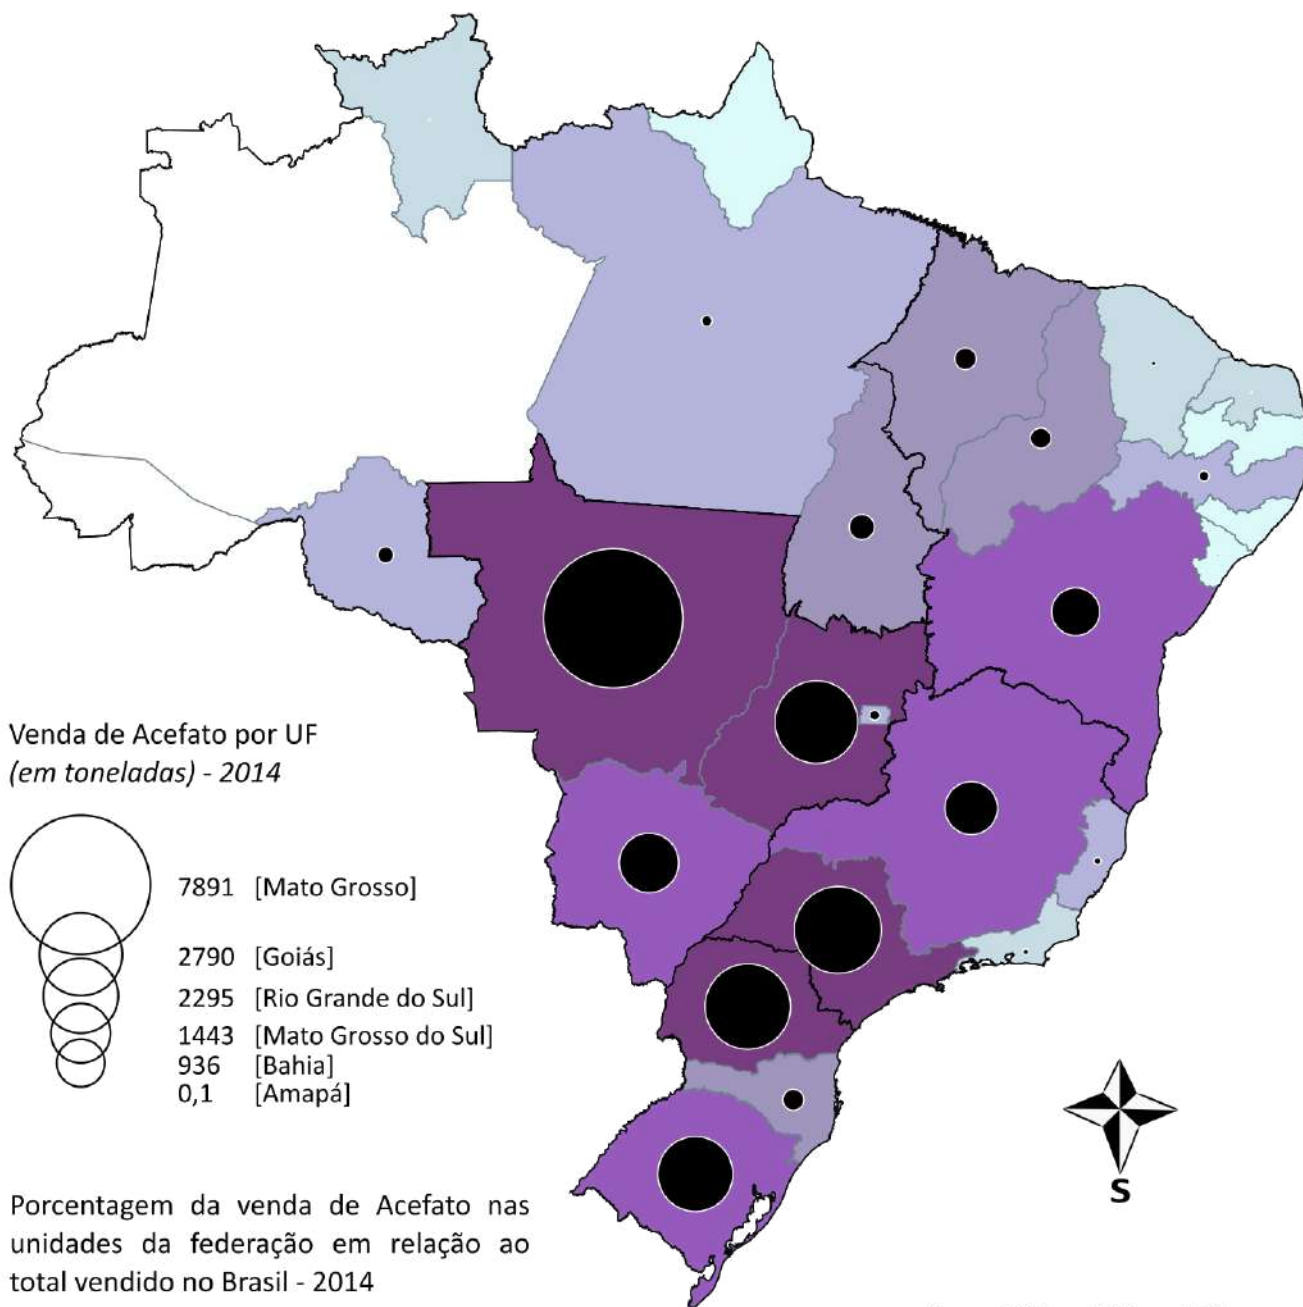 Venda de Acefato por UF
(em toneladas) - 2014
7891 [Mato Grosso]
2790 [Goiás]
2295 [Rio Grande do Sul]
1443 [Mato Grosso do Sul]
936 [Bahia]
0,1 [Amapá]
S
Porcentagem da venda de Acefato nas
unidades da federação em relação ao
total vendido no Brasil - 2014